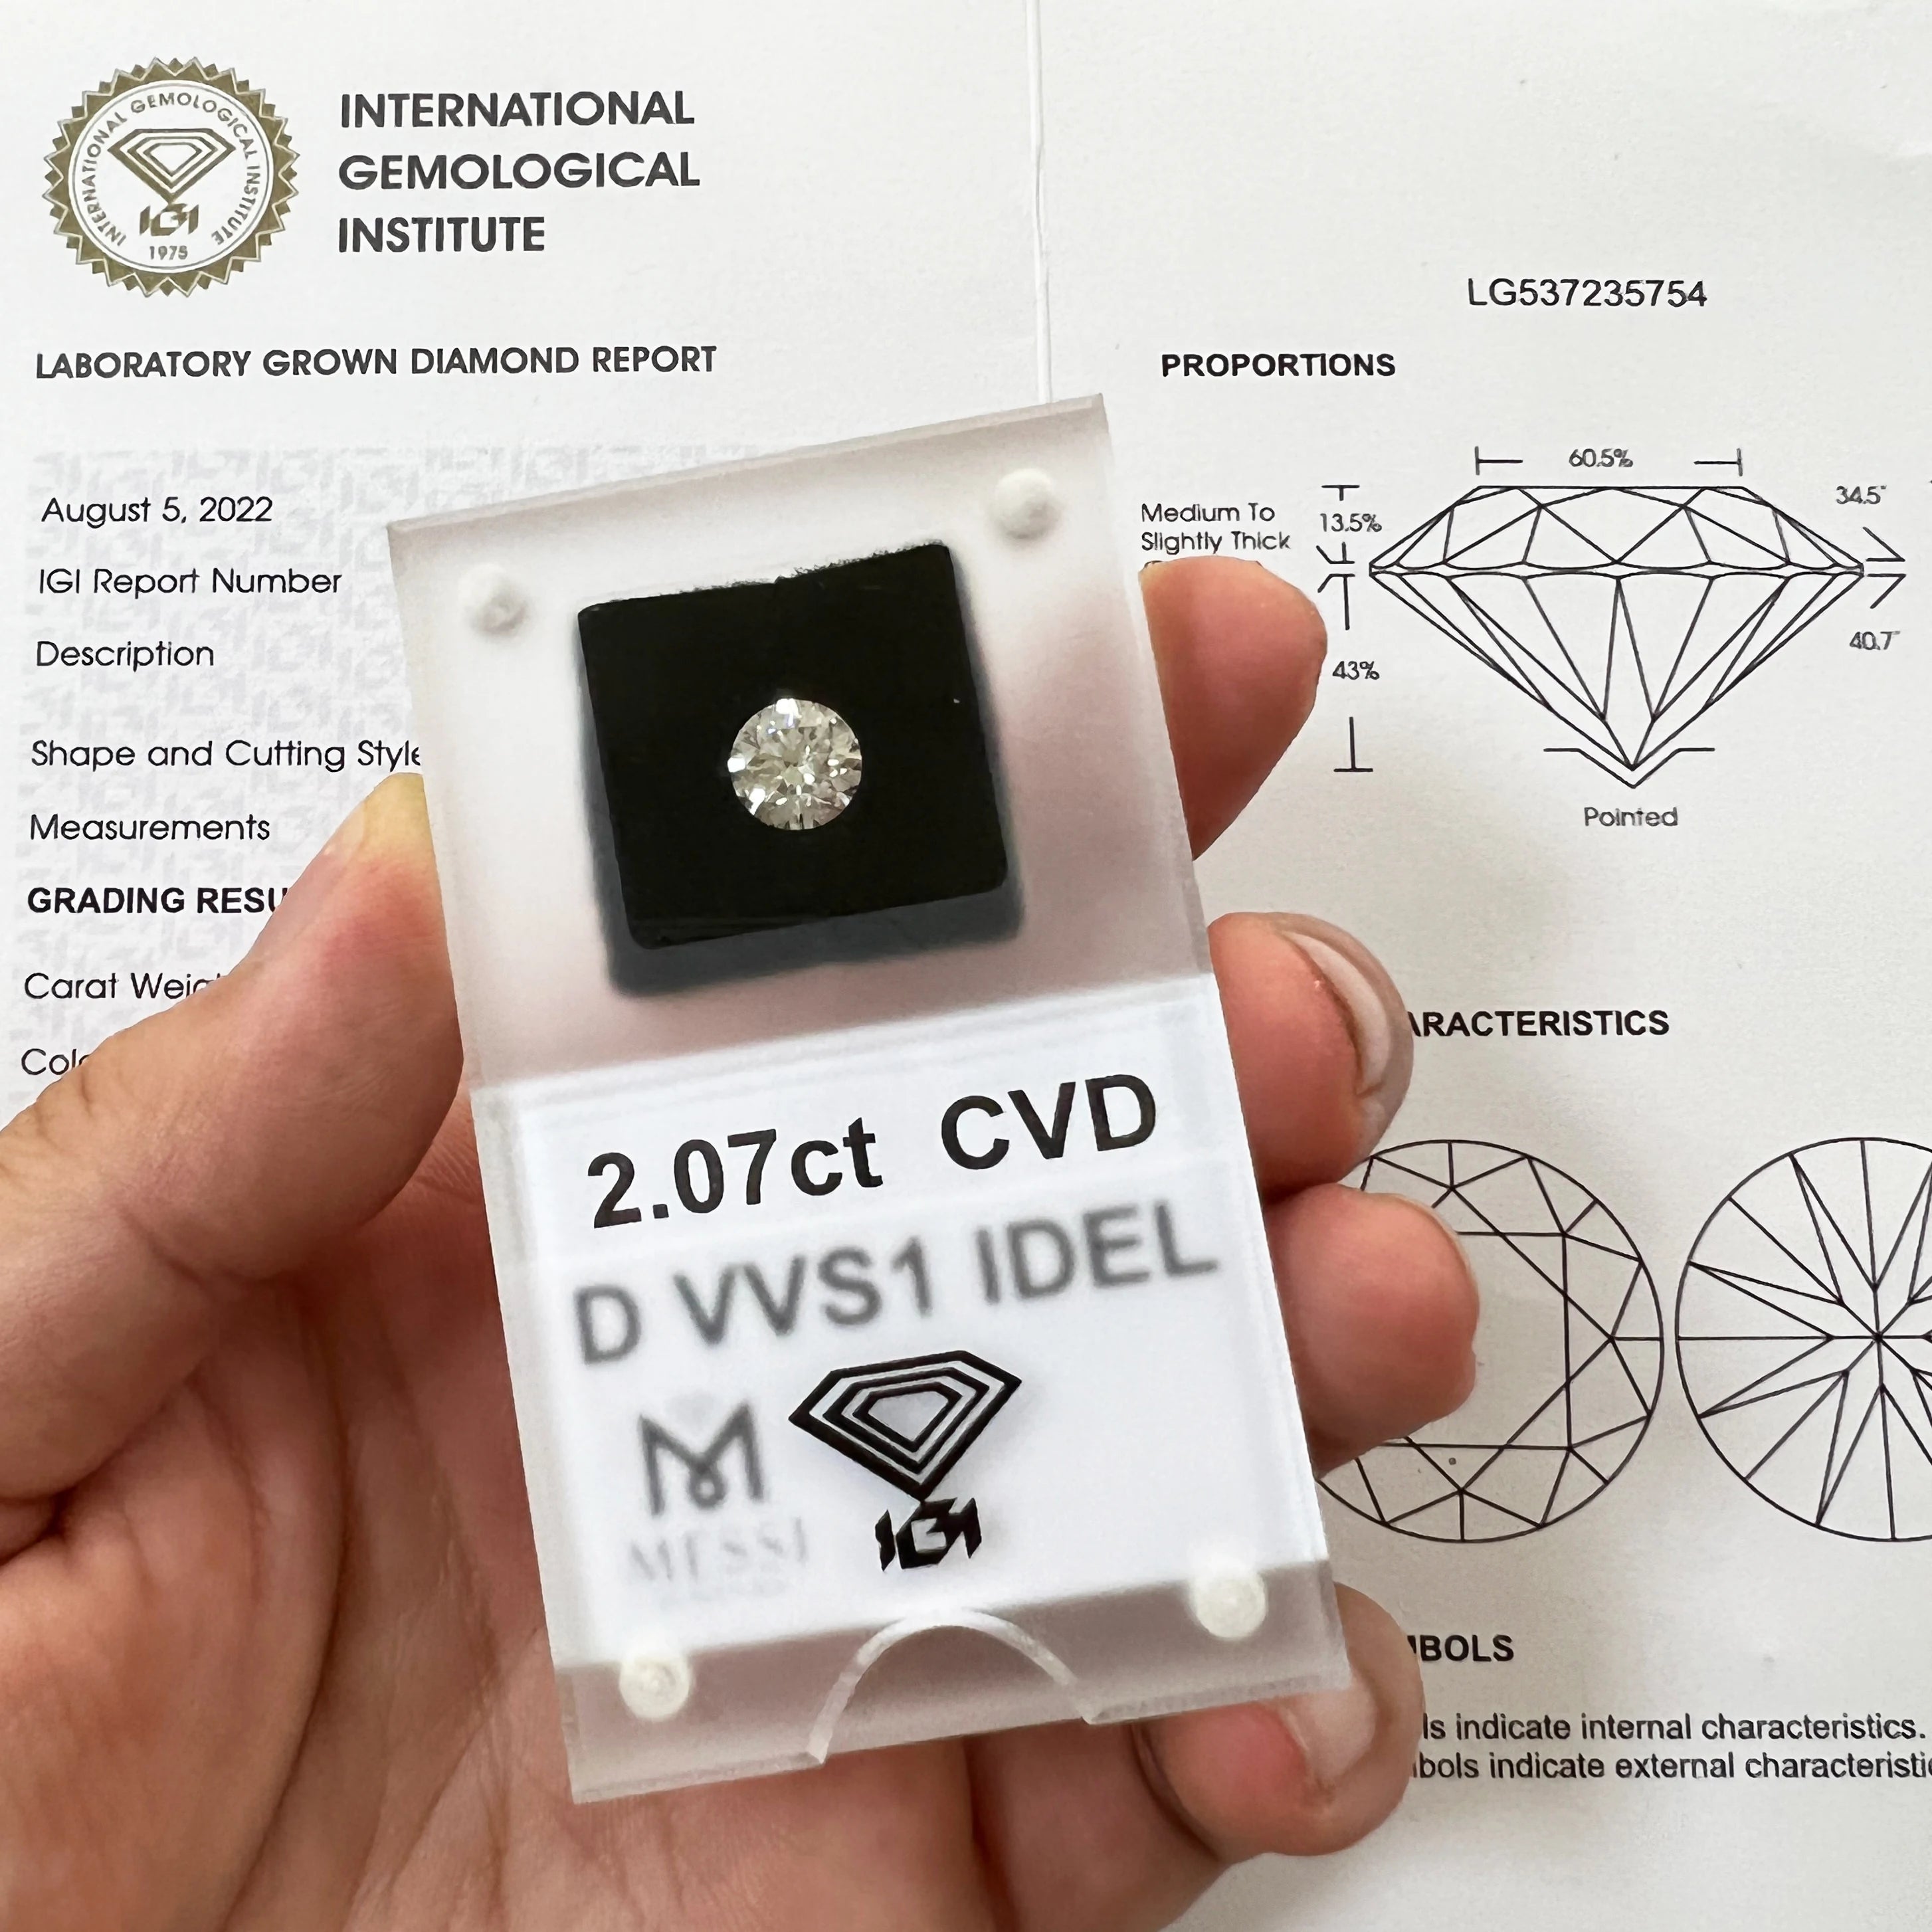 INTERNATIONAL GEMOLOGICAL INSTITUTE
IGI
1975
INTERNATIONAL
GEMOLOGICAL
INSTITUTE
LABORATORY GROWN DIAMOND REPORT
August 5, 2022
IGI Report Number
Description
Shape and Cutting Style
Measurements
GRADING RESU
Carat Weig
Colo
LG537235754
PROPORTIONS
60.5%
34.5°
Medium To
Slightly Thick
13.5%
43%
40.7°
Pointed
ARACTERISTICS
MBOLS
ls indicate internal characteristics.
bols indicate external characteristi
2.07ct CVD
D VVS1 IDEL
M
MESSI
IGI